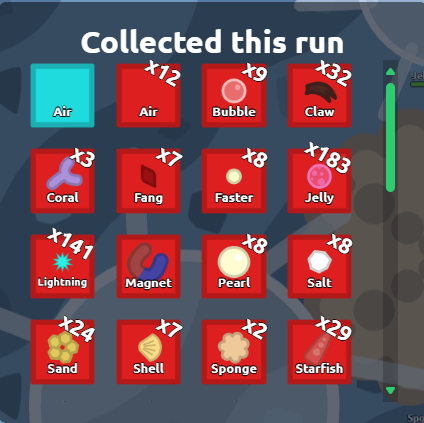 Collected this run
Air
x12
Air
x9
Bubble
x32
Claw
x3
Coral
x7
Fang
x8
Faster
x183
Jelly
x141
Lightning
Magnet
x8
Pearl
x8
Salt
x24
Sand
x7
Shell
x2
Sponge
x29
Starfish